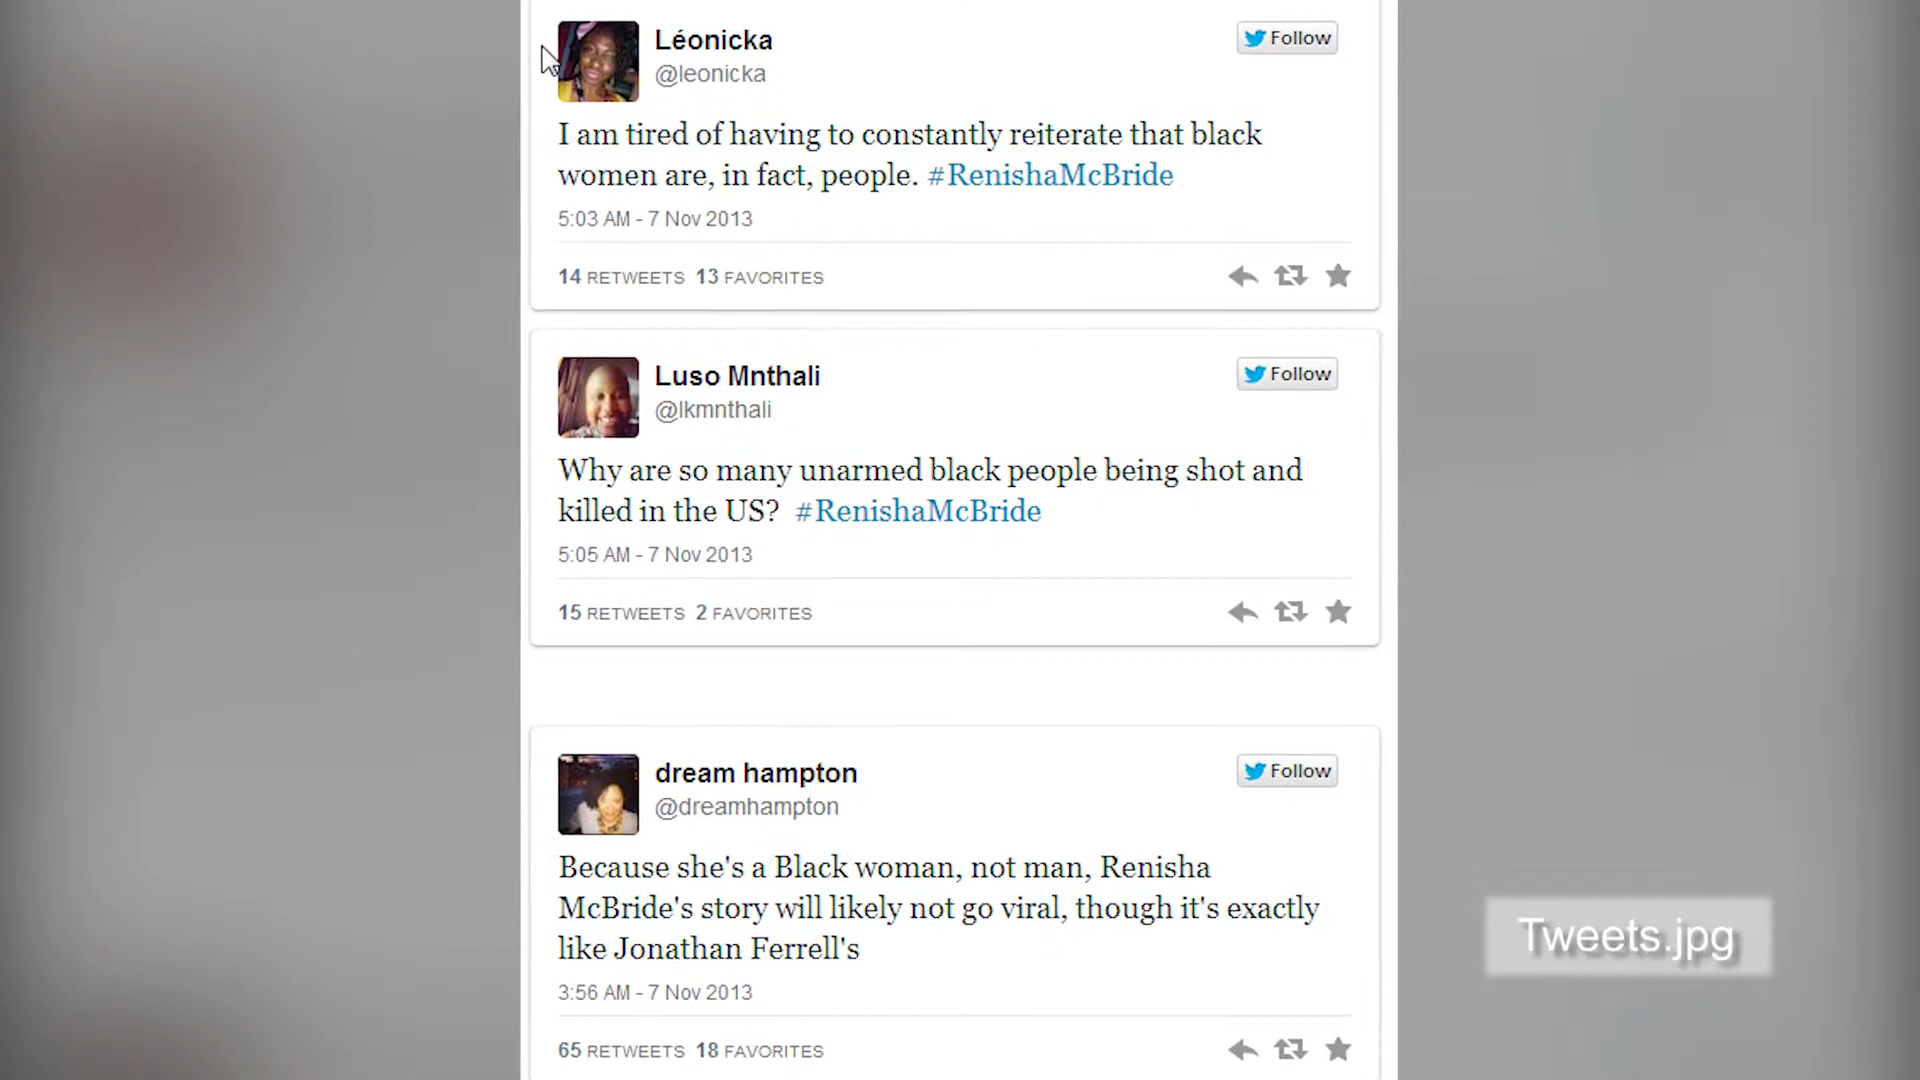 Léonicka
Follow
@leonicka
I am tired of having to constantly reiterate that black
women are, in fact, people. #RenishaMcBride
5:03 AM - 7 Nov 2013
14 RETWEETS 13 FAVORITES
Luso Mnthali
Follow
@lkmnthali
Why are so many unarmed black people being shot and
killed in the US? #RenishaMcBride
5:05 AM - 7 Nov 2013
15 RETWEETS 2 FAVORITES
dream hampton
Follow
@dreamhampton
Because she's a Black woman, not man, Renisha
McBride's story will likely not go viral, though it's exactly
like Jonathan Ferrell's
3:56 AM - 7 Nov 2013
65 RETWEETS 18 FAVORITES
Tweets.jpg